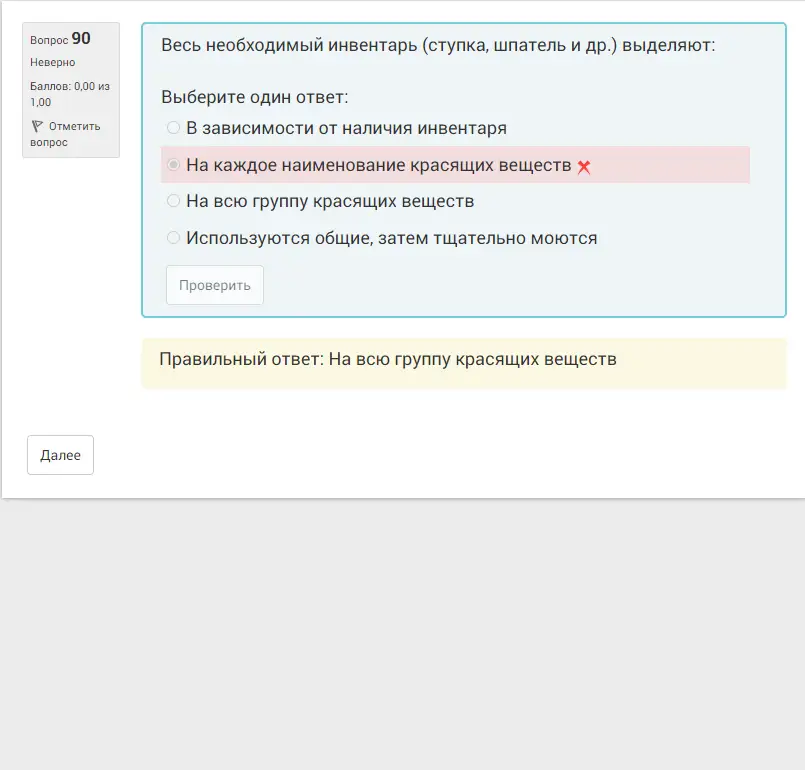 Вопрос 90
Неверно
Баллов: 0,00 из
1,00
Отметить
вопрос
Весь необходимый инвентарь (ступка, шпатель и др.) выделяют:
Выберите один ответ:
В зависимости от наличия инвентаря
На каждое наименование красящих веществ
На всю группу красящих веществ
Используются общие, затем тщательно моются
Проверить
Правильный ответ: На всю группу красящих веществ
Далее